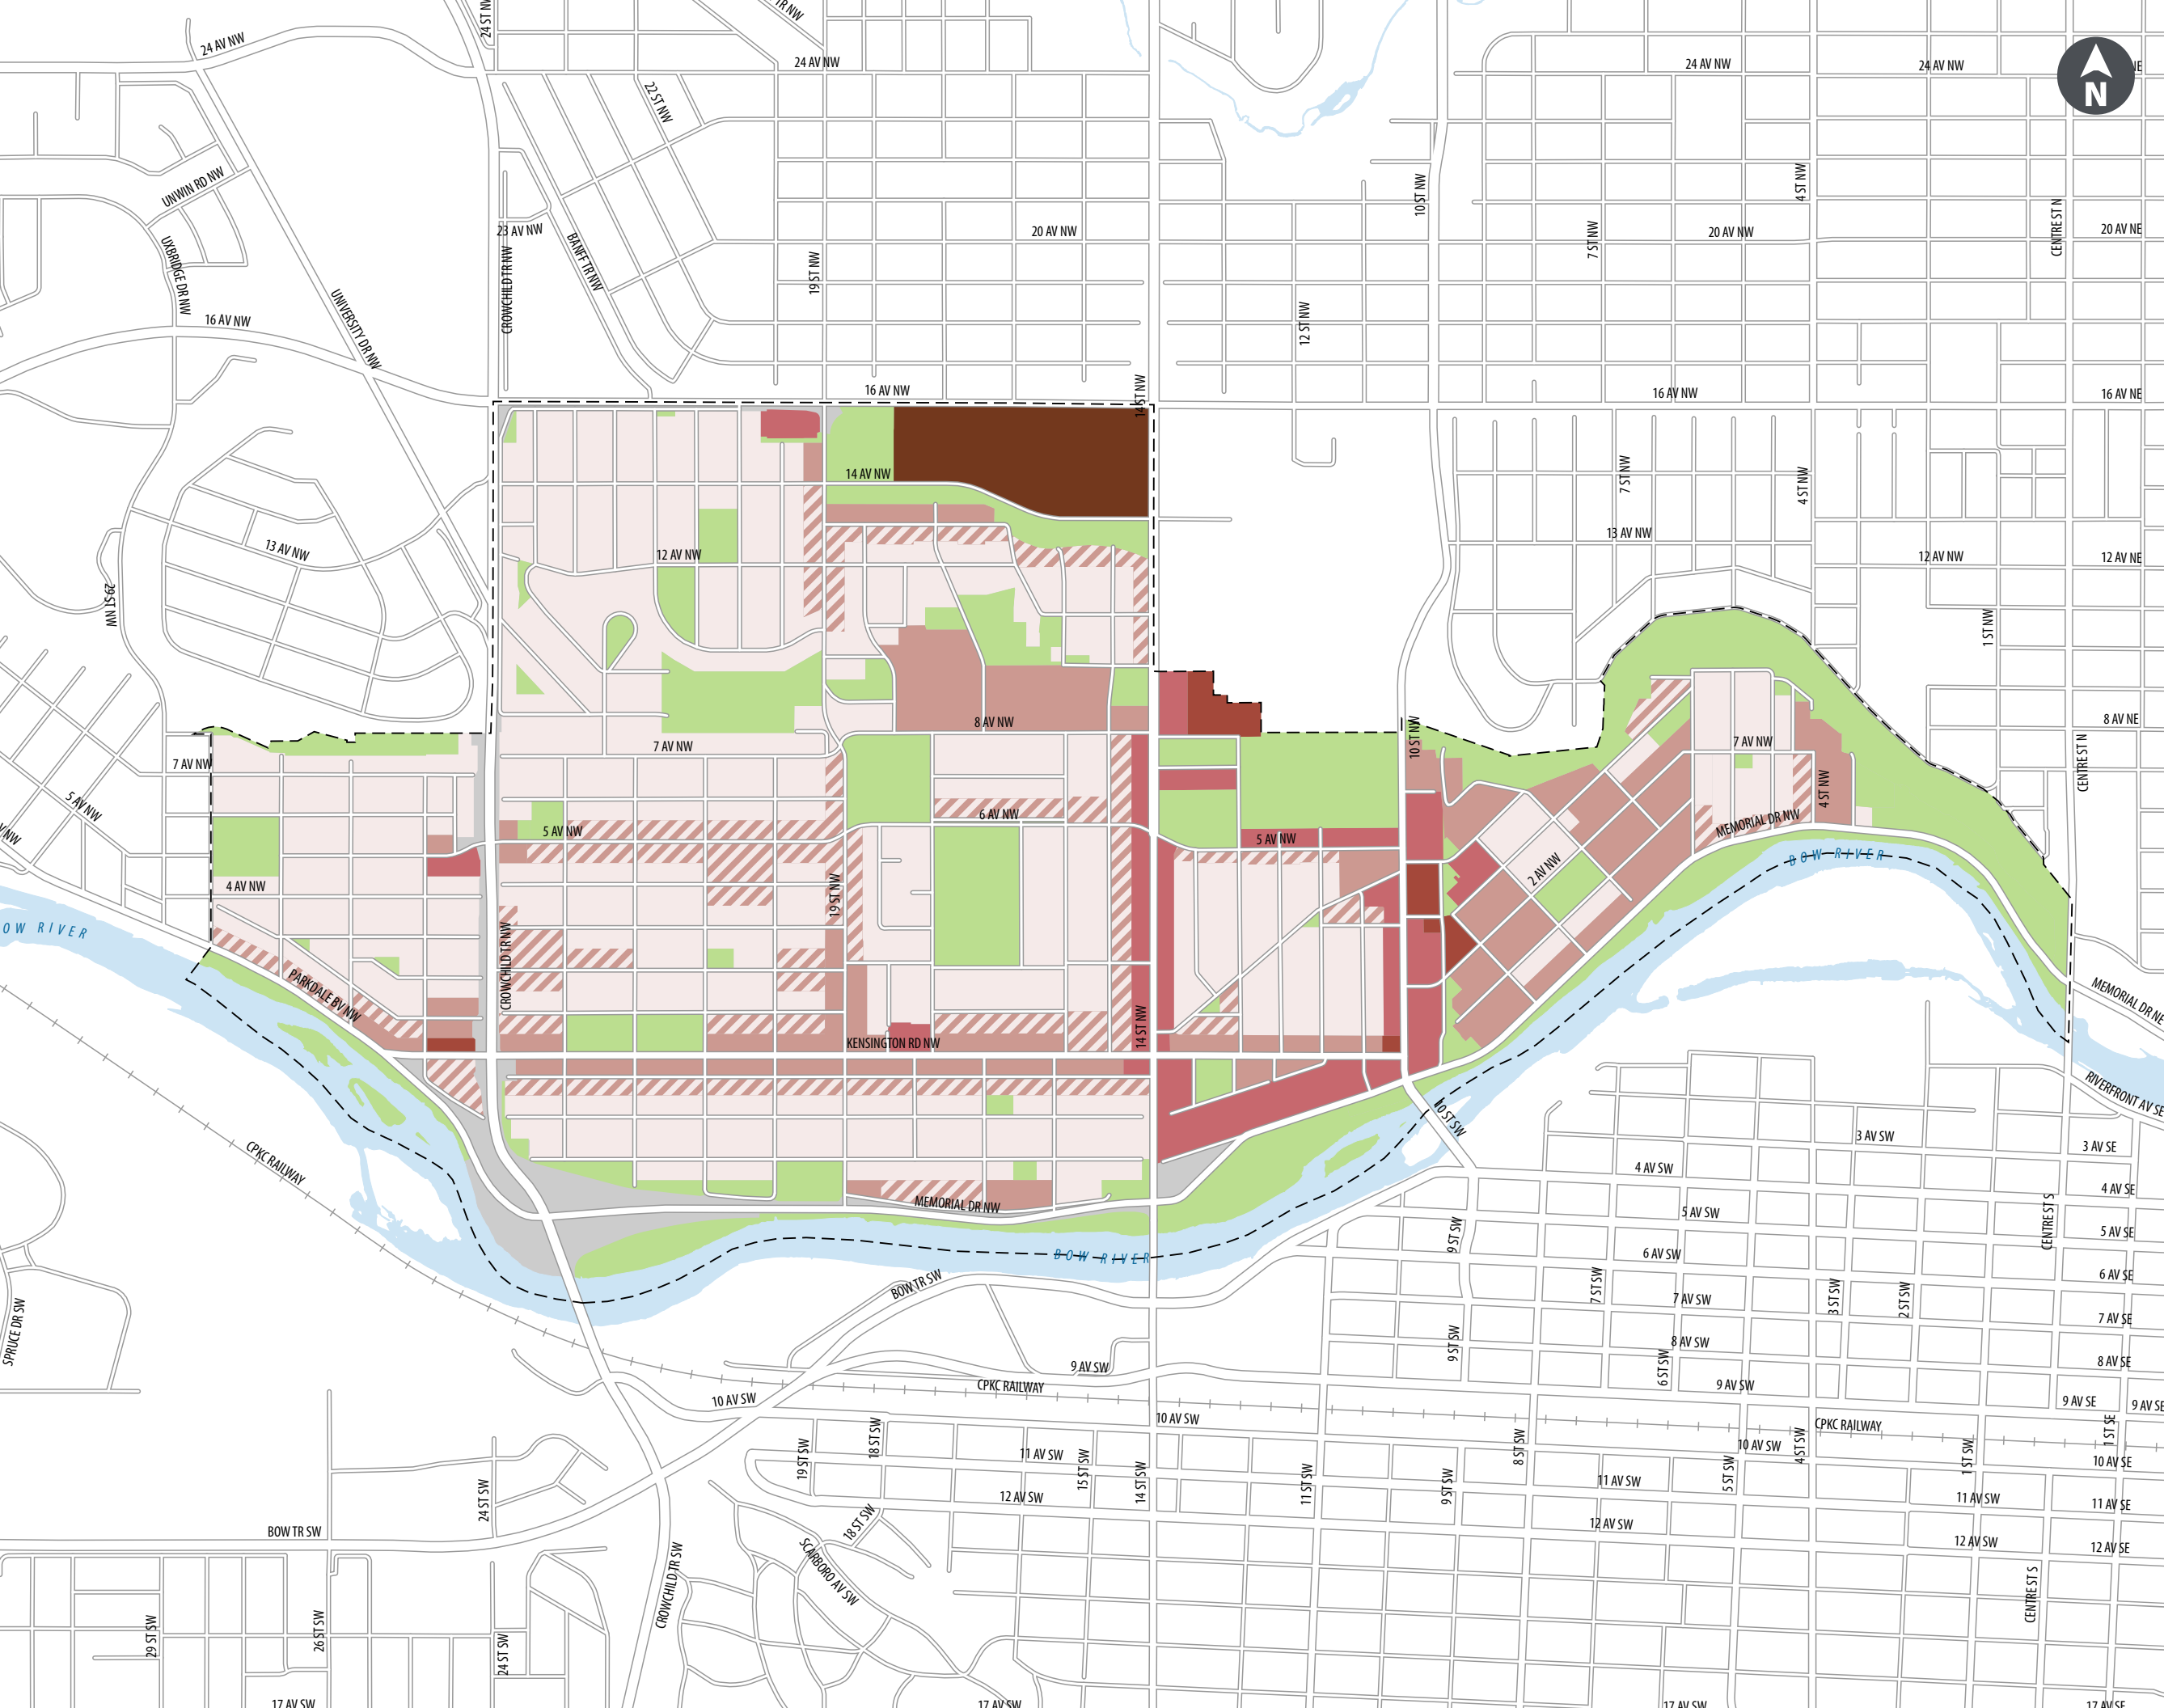 24 ST NW
TR NW
24 AV NW
24 AV NW
24 AV NW
24 AV NW
NE
N
22 ST NW
UNWIN RD NW
10 ST NW
4 ST NW
23 AV NW
20 AV NW
7 ST NW
20 AV NW
CENTRE ST N
20 AV NE
UXBRIDGE DR NW
CROWCHILD TR NW
BANFF TR NW
19 ST NW
UNIVERSITY DR NW
16 AV NW
12 ST NW
16 AV NW
14 ST NW
16 AV NW
16 AV NE
14 AV NW
7 ST NW
4 ST NW
13 AV NW
12 AV NW
13 AV NW
12 AV NW
12 AV NE
29 ST NW
1 ST NW
8 AV NW
8 AV NE
10 ST NW
7 AV NW
7 AV NW
7 AV NW
CENTRE ST N
4 ST NW
5 AV NW
V NW
5 AV NW
6 AV NW
5 AV NW
MEMORIAL DR NW
BOW RIVER
2 AV NW
4 AV NW
19 ST NW
OW RIVER
CROWCHILD TR NW
PARKDALE BV NW
14 ST NW
KENSINGTON RD NW
MEMORIAL DR NE
RIVERFRONT AV SE
10 ST SW
3 AV SW
3 AV SE
CPKC RAILWAY
4 AV SW
4 AV SE
MEMORIAL DR NW
5 AV SW
CENTRE ST S
5 AV SE
9 ST SW
BOW RIVER
6 AV SW
6 AV SE
BOW TR SW
7 ST SW
7 AV SW
3 ST SW
2 ST SW
7 AV SE
SPRUCE DR SW
9 ST SW
8 AV SW
8 AV SE
9 AV SW
6 ST SW
CPKC RAILWAY
9 AV SW
10 AV SW
9 AV SE
9 AV SE
10 AV SW
CPKC RAILWAY
1 ST SE
18 ST SW
19 ST SW
11 AV SW
8 ST SW
10 AV SW
4 ST SW
1 ST SW
10 AV SE
15 ST SW
14 ST SW
11 ST SW
9 ST SW
11 AV SW
5 ST SW
24 ST SW
12 AV SW
11 AV SW
11 AV SE
BOW TR SW
18 ST SW
12 AV SW
12 AV SW
12 AV SE
SCARBORO AV SW
CROWCHILD TR SW
CENTRE ST S
29 ST SW
26 ST SW
24 ST SW
17 AV SW
17 AV SW
17 AV SW
17 AV SE